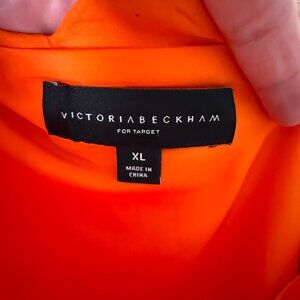 VICTORIABECKHAM
FOR TARGET
XL
MADE IN
CHINA